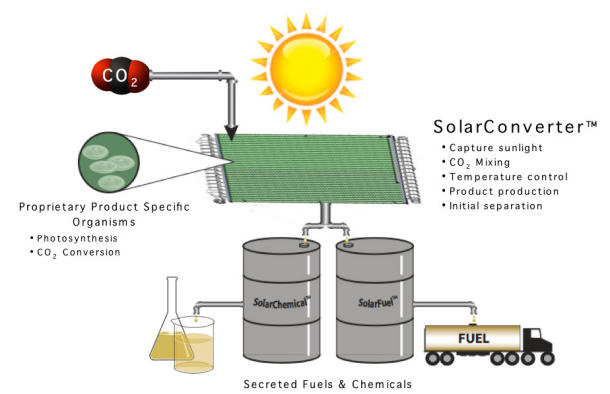 CO2
SolarConverter™
• Capture sunlight
• CO2 Mixing
• Temperature control
• Product production
• Initial separation
Proprietary Product Specific
Organisms
• Photosynthesis
• CO2 Conversion
SolarChemical™
SolarFuel™
FUEL
Secreted Fuels & Chemicals